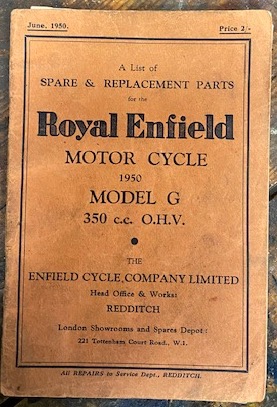 June, 1950.
Price 2/-
A List of
SPARE & REPLACEMENT PARTS
for the
Royal Enfield
MOTOR CYCLE
1950
MODEL G
350 c.c. O.H.V.
THE
ENFIELD CYCLE COMPANY LIMITED
Head Office & Works:
REDDITCH
London Showrooms and Spares Depot:
221 Tottenham Court Road., W.1.
All REPAIRS to Service Dept., REDDITCH.